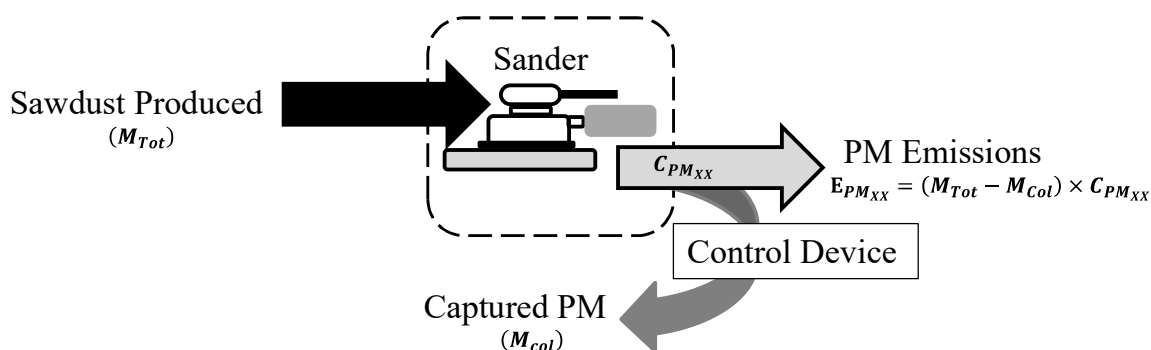 Sander
Sawdust Produced
(M_Tot)
C_PM_XX
PM Emissions
E_PM_XX = (M_Tot − M_Col) × C_PM_XX
Control Device
Captured PM
(M_col)